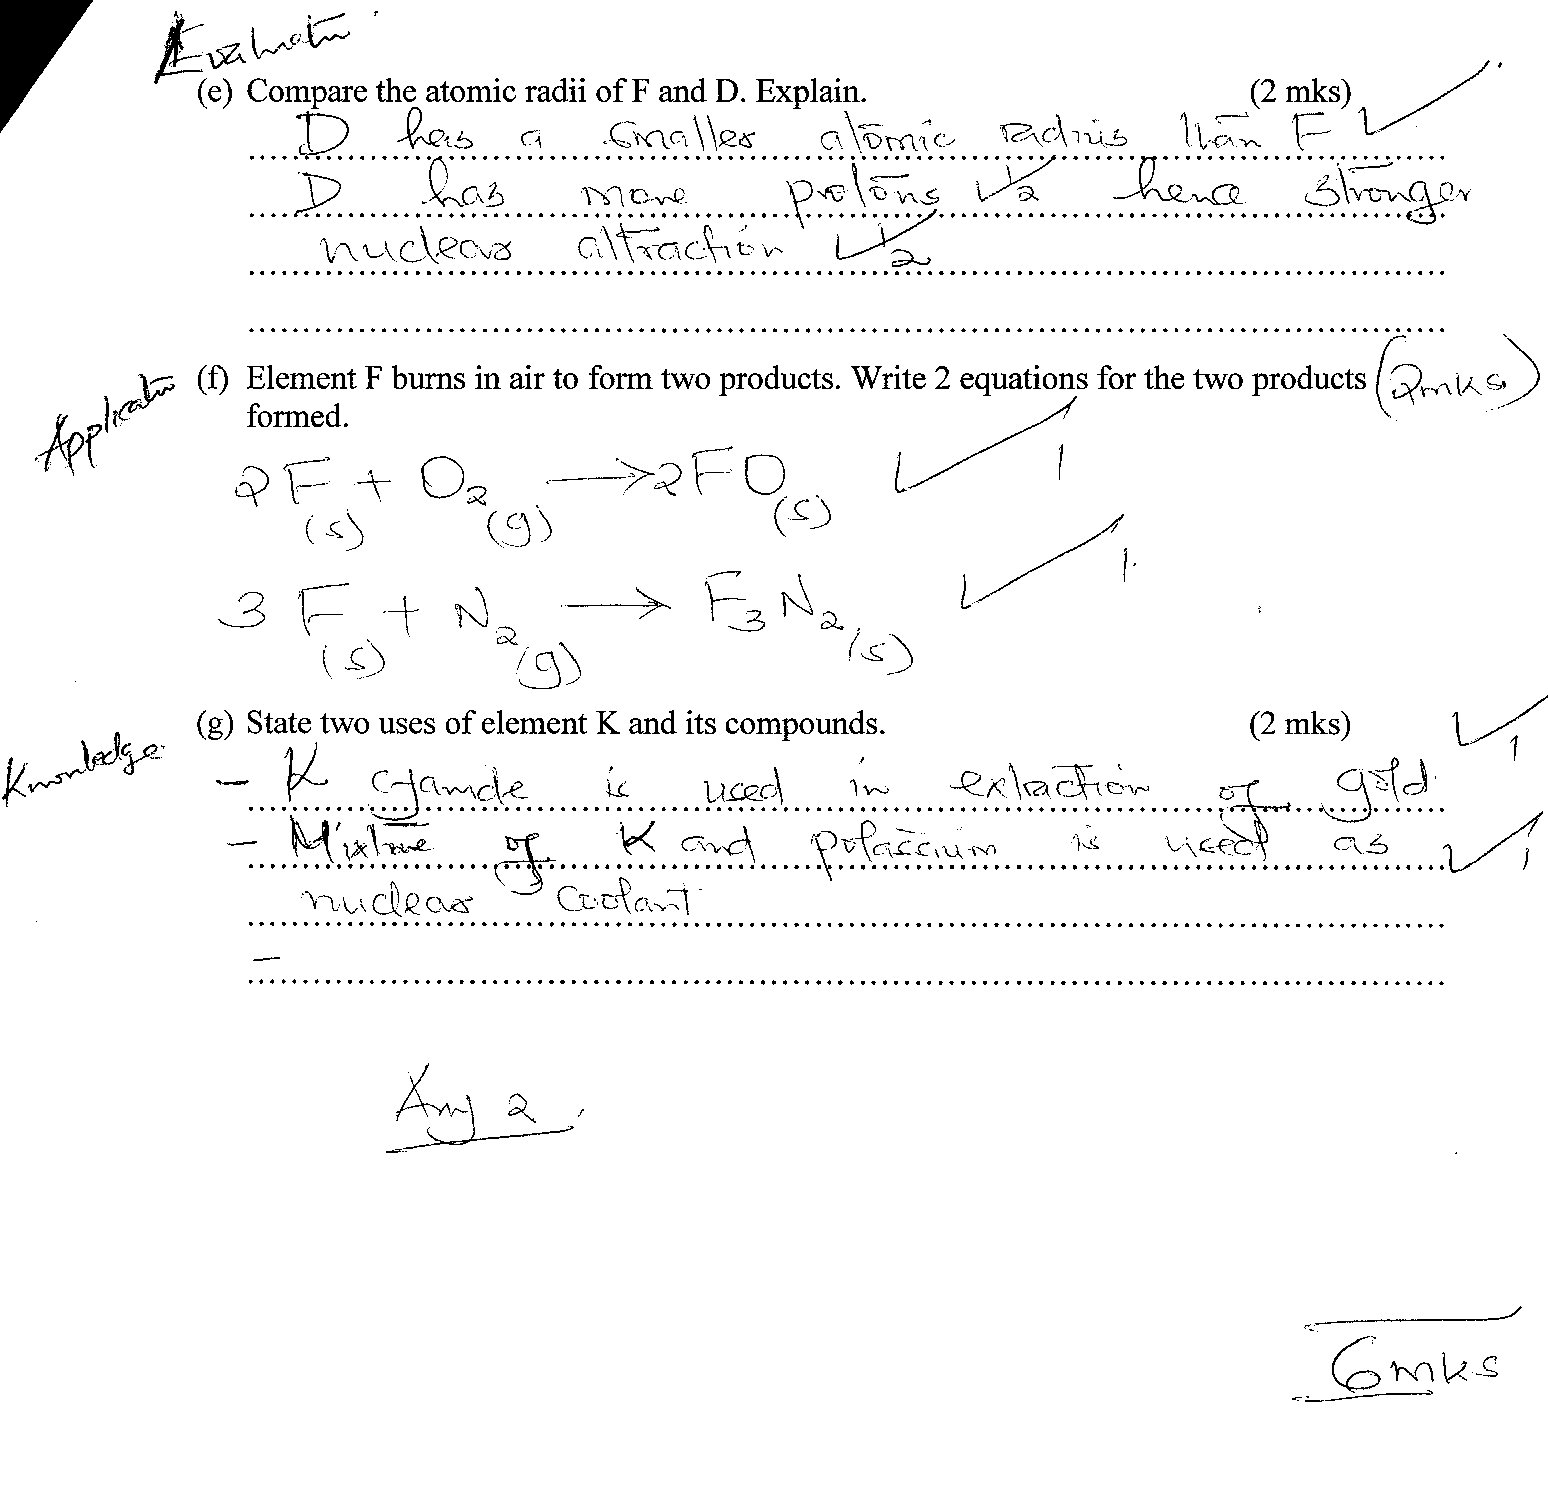 Evaluatn
(e) Compare the atomic radii of F and D. Explain. (2 mks)
D has a smaller atomic radius than F
D has more protons ½ hence stronger
nuclear attraction ½
Applicatn (f) Element F burns in air to form two products. Write 2 equations for the two products (2mks)
formed.
2F(s) + O2(g) → 2FO(s) 1
3F(s) + N2(g) → F3N2(s) 1
Knowledge (g) State two uses of element K and its compounds. (2 mks) 1
- K cyanide is used in extraction of gold
- Mixture of K and potassium is used as 1
nuclear coolant
-
Any 2
6mks